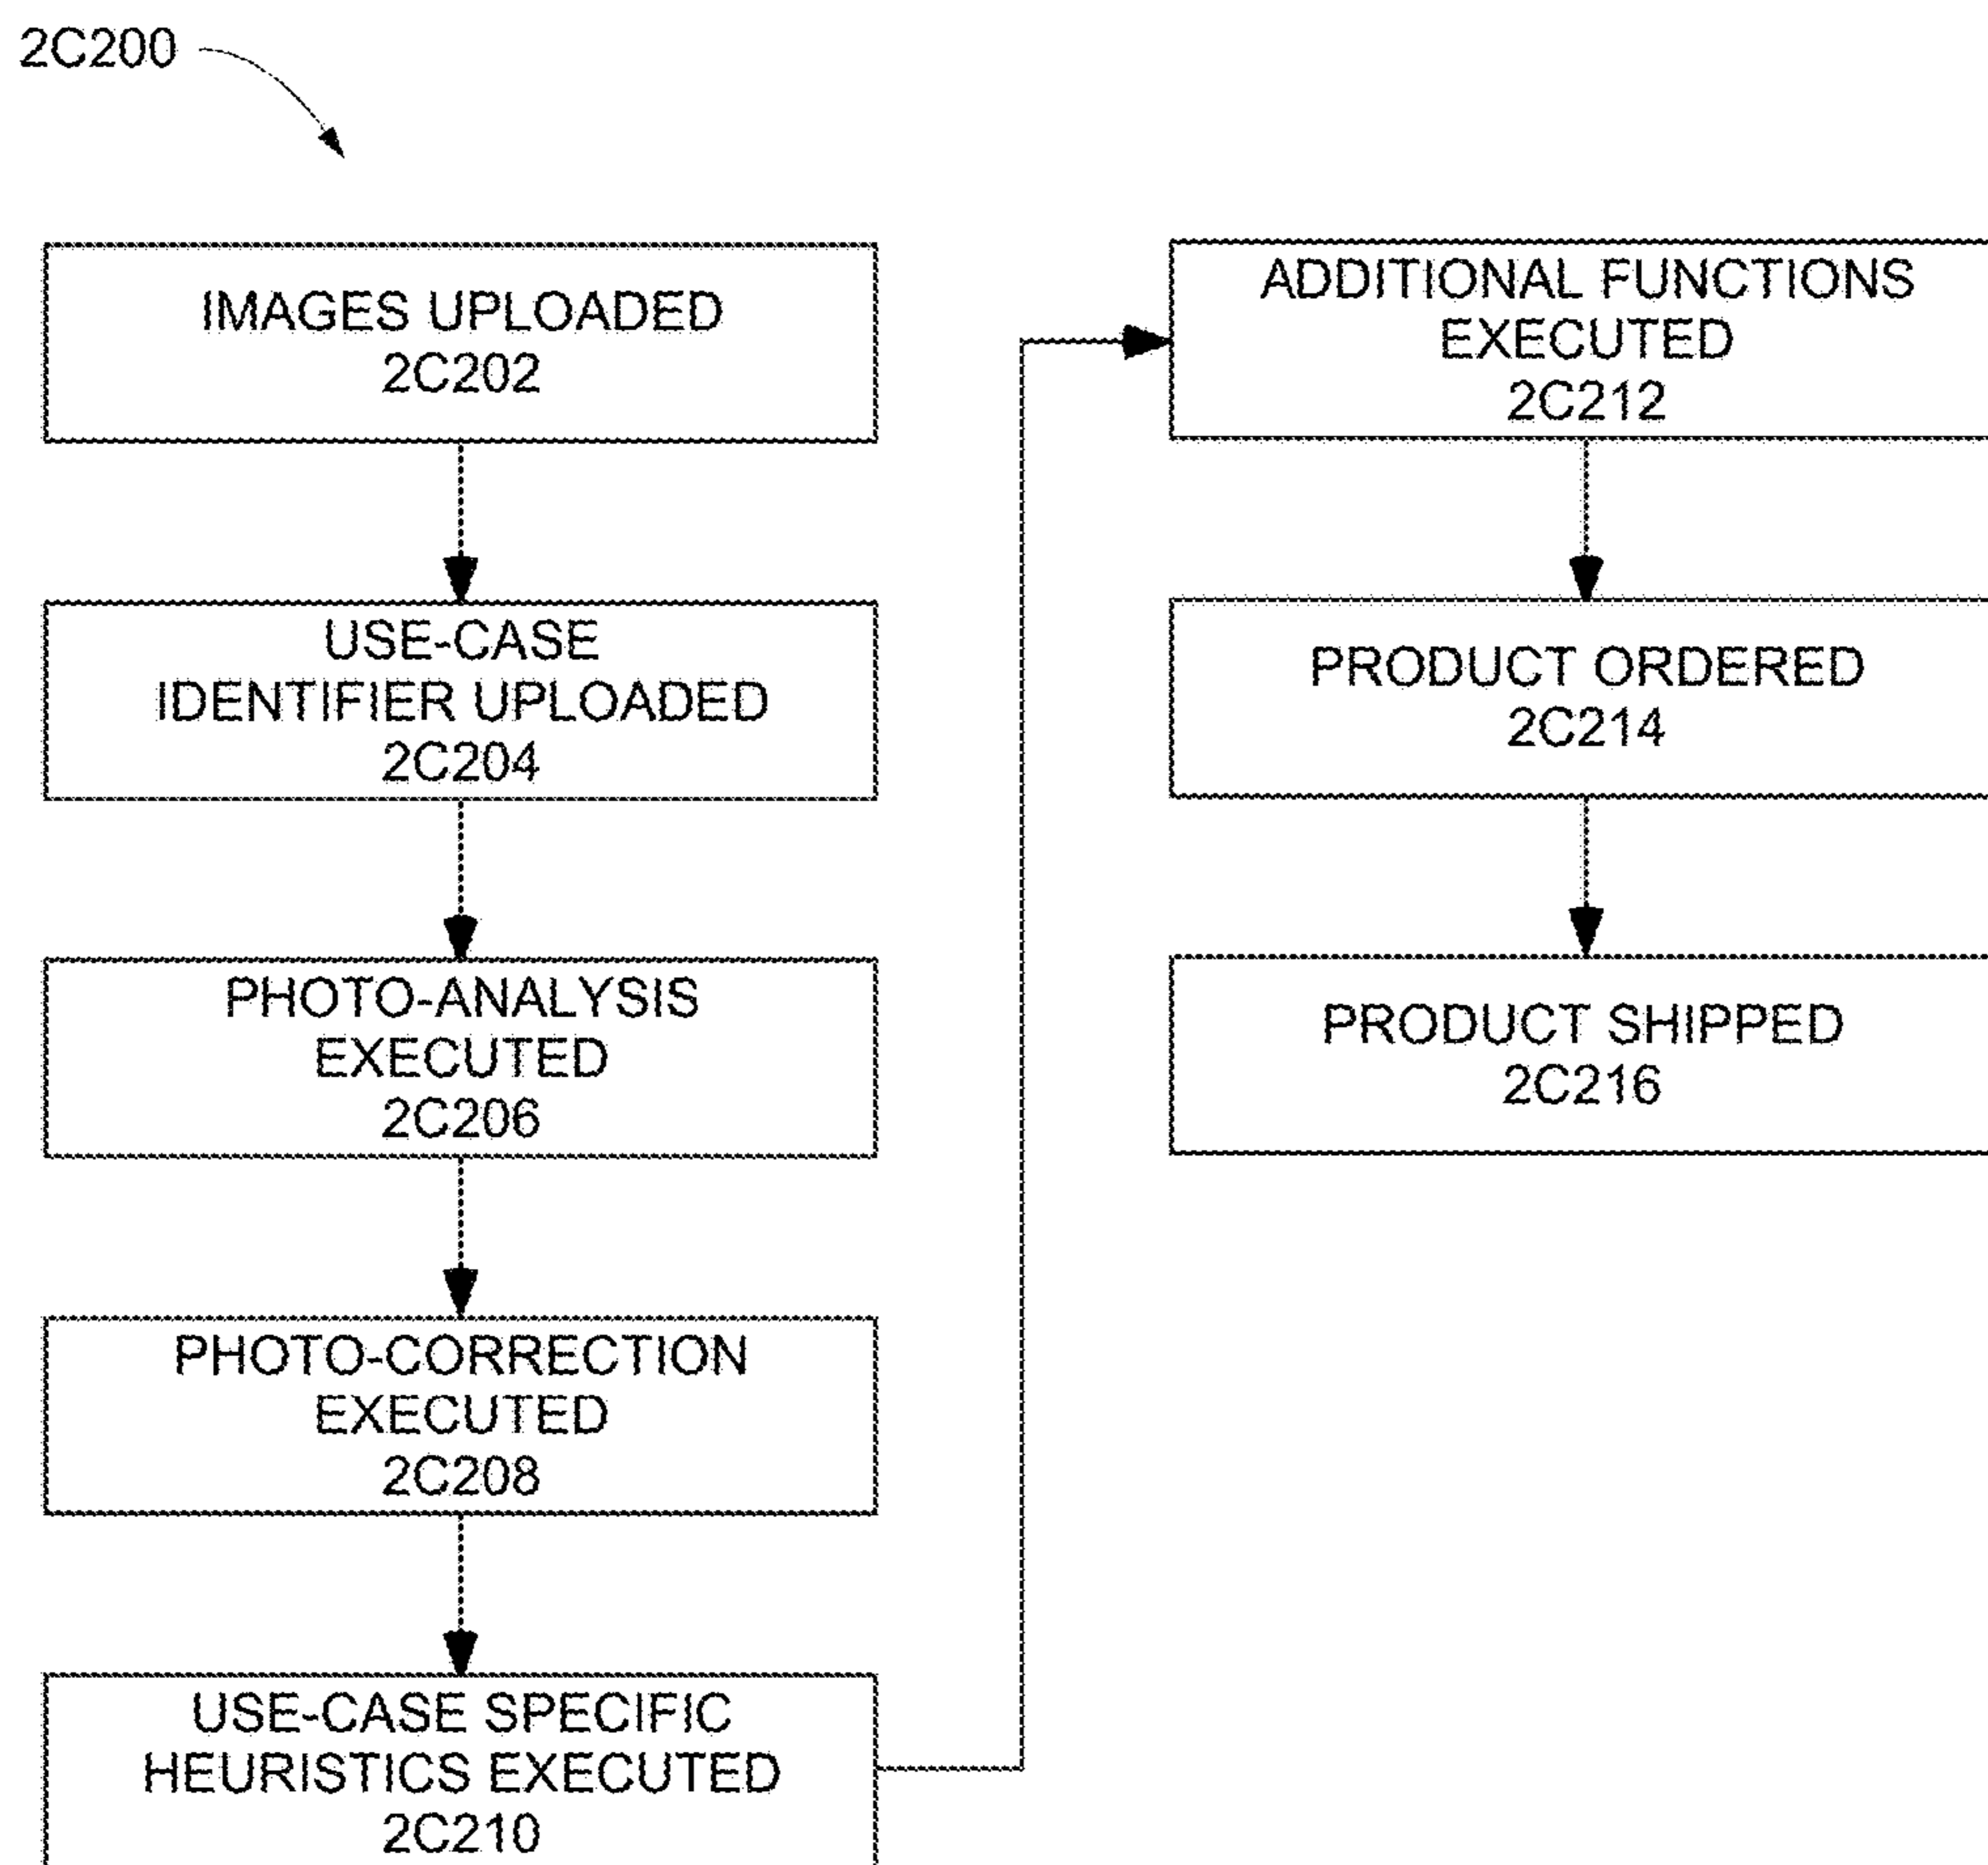 2C200
IMAGES UPLOADED
2C202
USE-CASE
IDENTIFIER UPLOADED
2C204
PHOTO-ANALYSIS
EXECUTED
2C206
PHOTO-CORRECTION
EXECUTED
2C208
USE-CASE SPECIFIC
HEURISTICS EXECUTED
2C210
ADDITIONAL FUNCTIONS
EXECUTED
2C212
PRODUCT ORDERED
2C214
PRODUCT SHIPPED
2C216